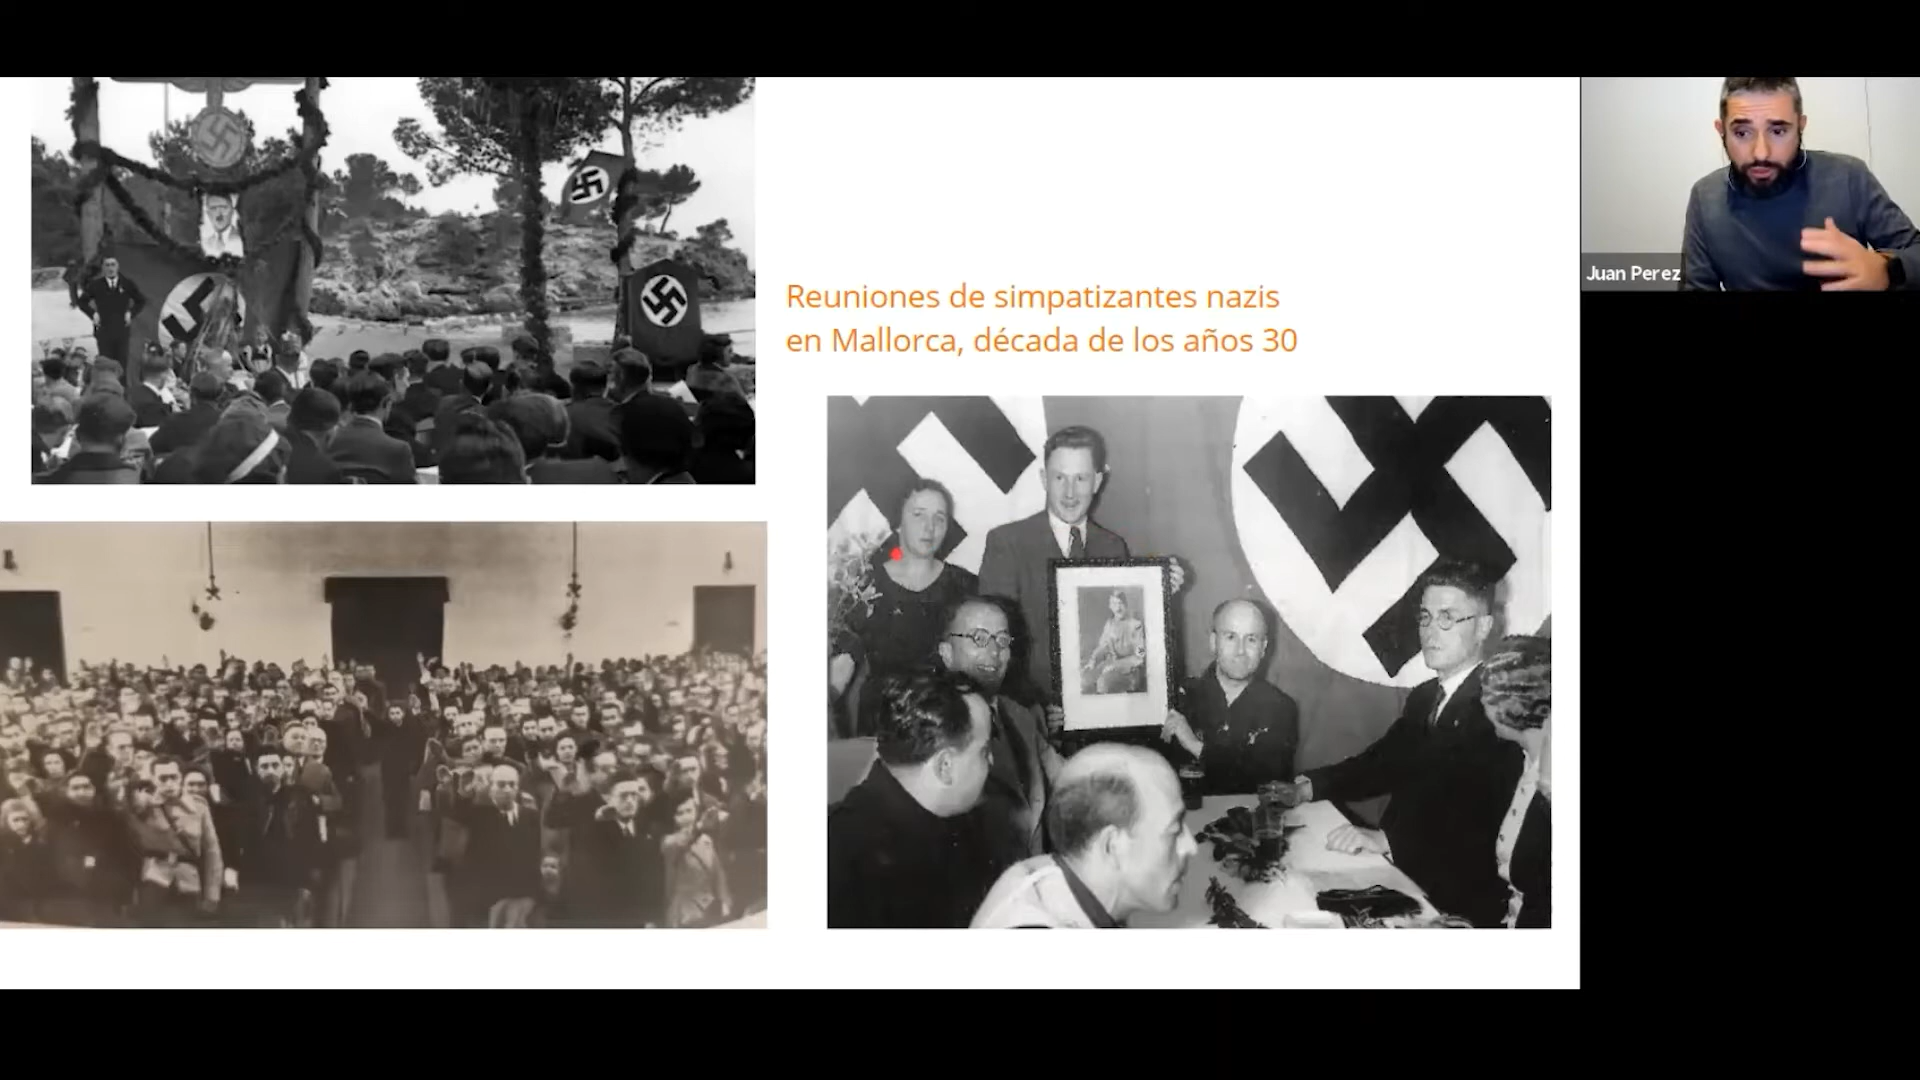 Reuniones de simpatizantes nazis
en Mallorca, década de los años 30
Juan Perez